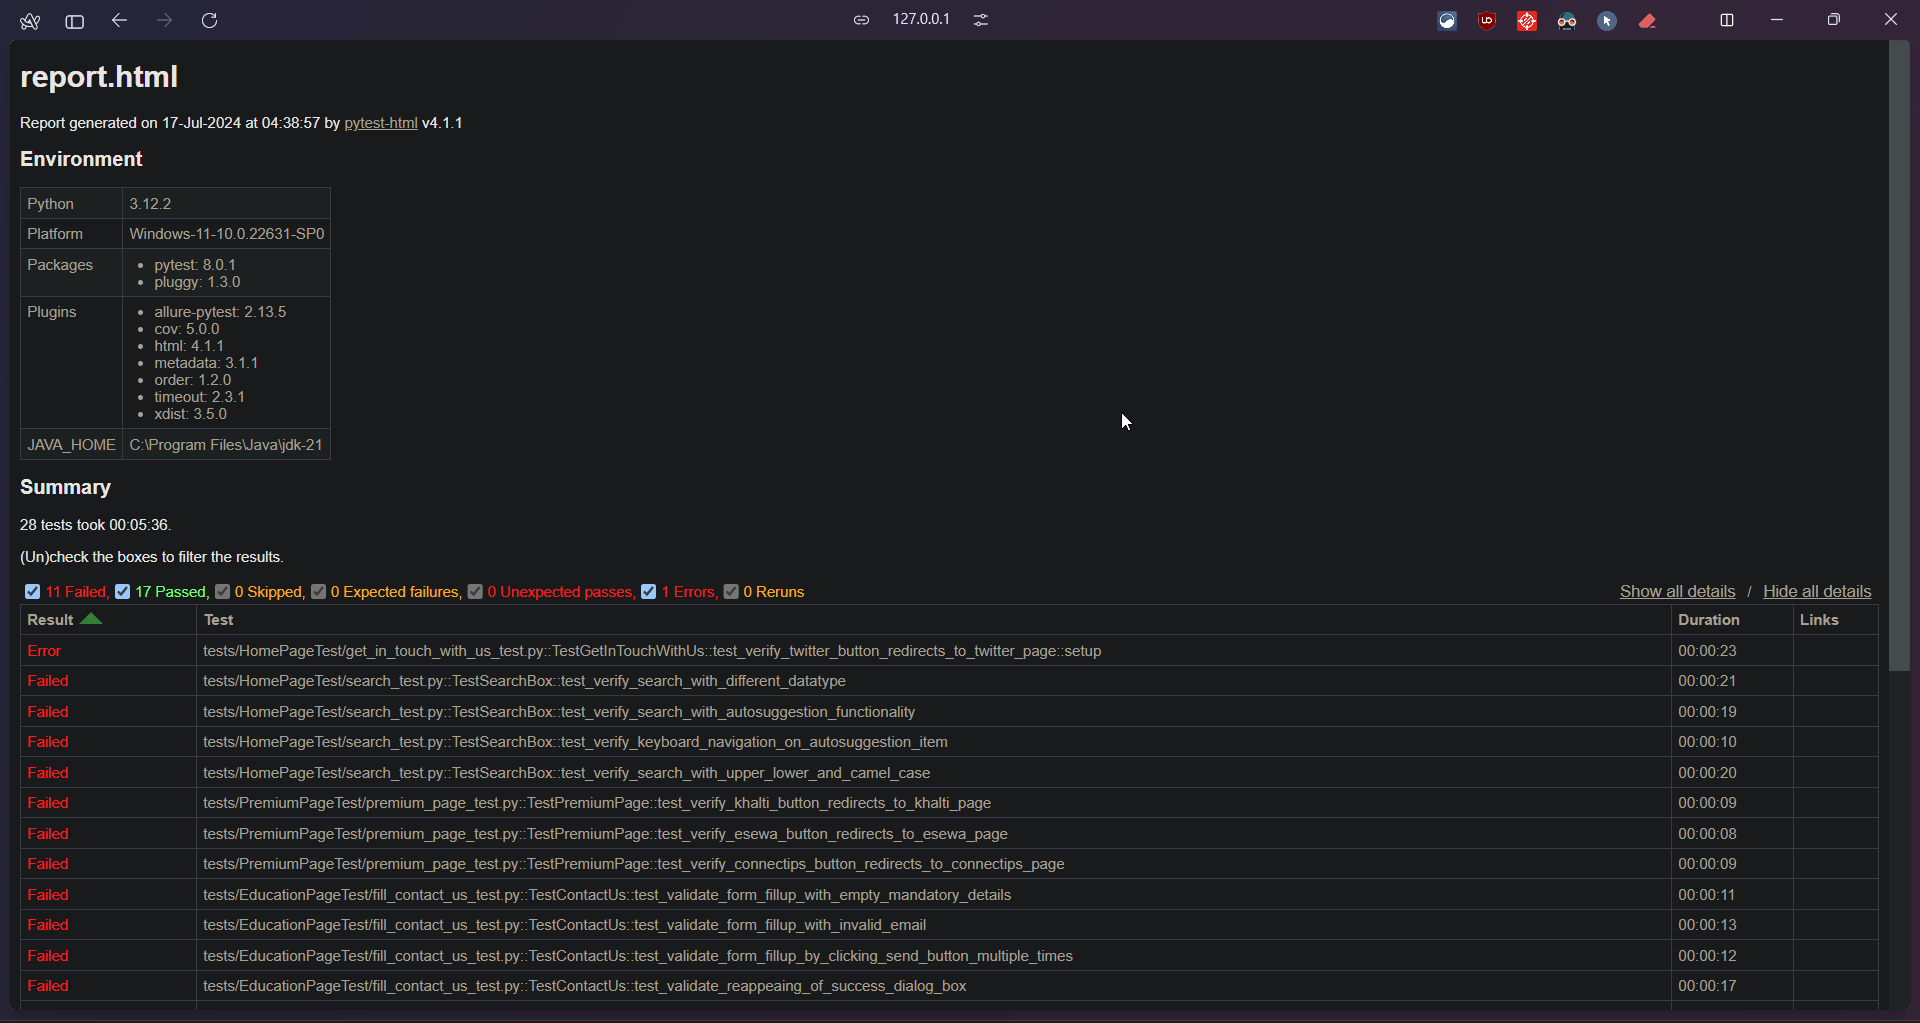 127.0.0.1
report.html
Report generated on 17-Jul-2024 at 04:38:57 by pytest-html v4.1.1
Environment
Python 3.12.2
Platform Windows-11-10.0.22631-SP0
Packages • pytest: 8.0.1
• pluggy: 1.3.0
Plugins • allure-pytest: 2.13.5
• cov: 5.0.0
• html: 4.1.1
• metadata: 3.1.1
• order: 1.2.0
• timeout: 2.3.1
• xdist: 3.5.0
JAVA_HOME C:\Program Files\Java\jdk-21
Summary
28 tests took 00:05:36.
(Un)check the boxes to filter the results.
11 Failed, 17 Passed, 0 Skipped, 0 Expected failures, 0 Unexpected passes, 1 Errors, 0 Reruns Show all details / Hide all details
Result Test Duration Links
Error tests/HomePageTest/get_in_touch_with_us_test.py::TestGetInTouchWithUs::test_verify_twitter_button_redirects_to_twitter_page::setup 00:00:23
Failed tests/HomePageTest/search_test.py::TestSearchBox::test_verify_search_with_different_datatype 00:00:21
Failed tests/HomePageTest/search_test.py::TestSearchBox::test_verify_search_with_autosuggestion_functionality 00:00:19
Failed tests/HomePageTest/search_test.py::TestSearchBox::test_verify_keyboard_navigation_on_autosuggestion_item 00:00:10
Failed tests/HomePageTest/search_test.py::TestSearchBox::test_verify_search_with_upper_lower_and_camel_case 00:00:20
Failed tests/PremiumPageTest/premium_page_test.py::TestPremiumPage::test_verify_khalti_button_redirects_to_khalti_page 00:00:09
Failed tests/PremiumPageTest/premium_page_test.py::TestPremiumPage::test_verify_esewa_button_redirects_to_esewa_page 00:00:08
Failed tests/PremiumPageTest/premium_page_test.py::TestPremiumPage::test_verify_connectips_button_redirects_to_connectips_page 00:00:09
Failed tests/EducationPageTest/fill_contact_us_test.py::TestContactUs::test_validate_form_fillup_with_empty_mandatory_details 00:00:11
Failed tests/EducationPageTest/fill_contact_us_test.py::TestContactUs::test_validate_form_fillup_with_invalid_email 00:00:13
Failed tests/EducationPageTest/fill_contact_us_test.py::TestContactUs::test_validate_form_fillup_by_clicking_send_button_multiple_times 00:00:12
Failed tests/EducationPageTest/fill_contact_us_test.py::TestContactUs::test_validate_reappeaing_of_success_dialog_box 00:00:17